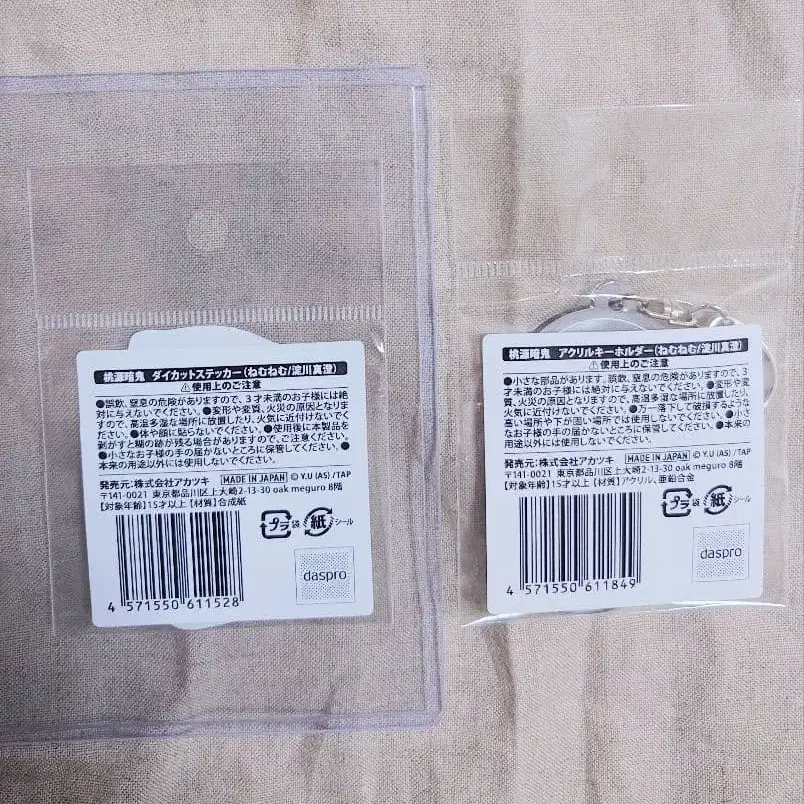 桃源暗鬼 ダイカットステッカー(ねむねむ/淀川真澄)
⚠使用上のご注意
●誤飲、窒息の危険がありますので、3才未満のお子様には絶
対に与えないでください。●変形や変質、火災の原因となりま
すので、高温多湿な場所に放置したり、火気に近付けないでくだ
さい。●体や顔に貼らないでください。●使用後に本製品を
剥がすと糊の跡が残る場合がありますので、ご注意ください。
●小さなお子様の手の届かないところに保管してください。●
本来の用途以外には使用しないでください。
発売元:株式会社アカツキ MADE IN JAPAN © Y.U (AS) /TAP
〒141-0021 東京都品川区上大崎2-13-30 oak meguro 8階
【対象年齢】15才以上【材質】合成紙
プラ 袋 紙 シール
daspro
4 571550 611528
桃源暗鬼 アクリルキーホルダー(ねむねむ/淀川真澄)
⚠使用上のご注意
●小さな部品があります。誤飲、窒息の危険がありますので、3
才未満のお子様には絶対に与えないでください。●変形や変
質、火災の原因となりますので、高温多湿な場所に放置したり、
火気に近付けないでください。●万一落下して破損するような
高い場所や下が固い場所では使用しないでください。●小さ
なお子様の手の届かないところに保管してください。●本来の
用途以外には使用しないでください。
発売元:株式会社アカツキ MADE IN JAPAN © Y.U (AS) /TAP
〒141-0021 東京都品川区上大崎 2-13-30 oak meguro 8階
【対象年齢】15才以上【材質】アクリル、亜鉛合金
プラ 袋 紙 シール
daspro
4 571550 611849